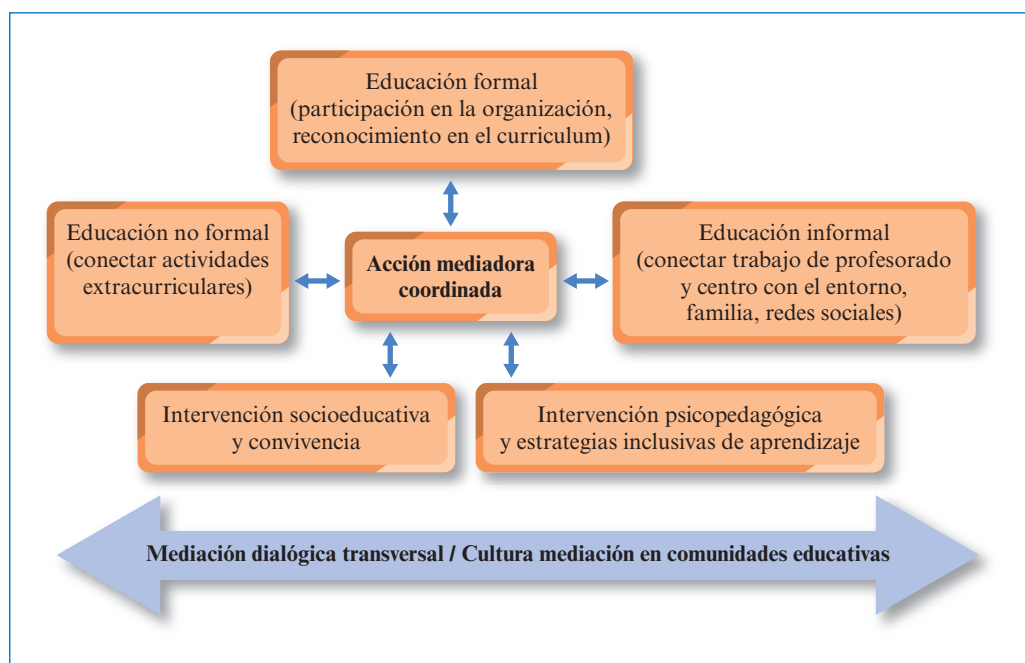 Educación formal
(participación en la organización,
reconocimiento en el curriculum)
Educación no formal
(conectar actividades
extracurriculares)
Acción mediadora
coordinada
Educación informal
(conectar trabajo de profesorado
y centro con el entorno,
familia, redes sociales)
Intervención socioeducativa
y convivencia
Intervención psicopedagógica
y estrategias inclusivas de aprendizaje
Mediación dialógica transversal / Cultura mediación en comunidades educativas